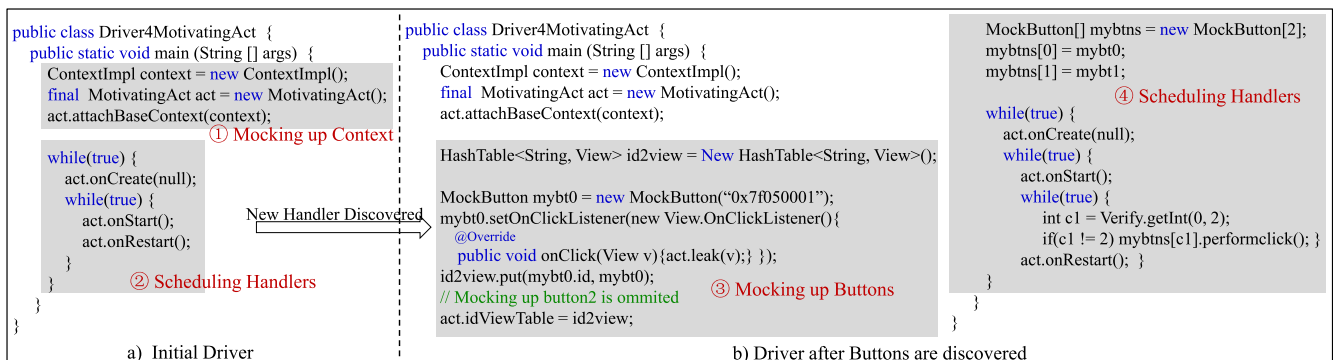 public class Driver4MotivatingAct {
public static void main (String [] args) {
ContextImpl context = new ContextImpl();
final MotivatingAct act = new MotivatingAct();
act.attachBaseContext(context);
① Mocking up Context
while(true) {
act.onCreate(null);
while(true) {
act.onStart();
act.onRestart();
}
}
② Scheduling Handlers
}
}
a) Initial Driver
New Handler Discovered
public class Driver4MotivatingAct {
public static void main (String [] args) {
ContextImpl context = new ContextImpl();
final MotivatingAct act = new MotivatingAct();
act.attachBaseContext(context);
HashTable<String, View> id2view = New HashTable<String, View>();
MockButton mybt0 = new MockButton(“0x7f050001”);
mybt0.setOnClickListener(new View.OnClickListener(){
@Override
public void onClick(View v){act.leak(v);} });
id2view.put(mybt0.id, mybt0);
// Mocking up button2 is ommited
act.idViewTable = id2view;
③ Mocking up Buttons
MockButton[] mybtns = new MockButton[2];
mybtns[0] = mybt0;
mybtns[1] = mybt1;
④ Scheduling Handlers
while(true) {
act.onCreate(null);
while(true) {
act.onStart();
while(true) {
int c1 = Verify.getInt(0, 2);
if(c1 != 2) mybtns[c1].performclick(); }
act.onRestart(); }
}
}
}
b) Driver after Buttons are discovered